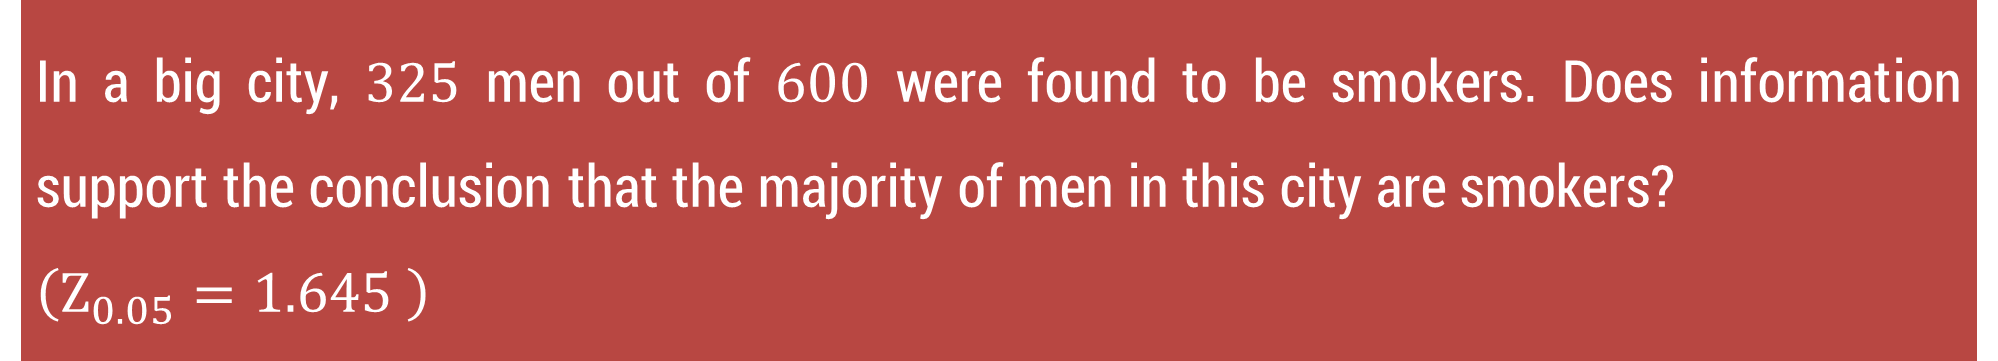 In a big city, 325 men out of 600 were found to be smokers. Does information
support the conclusion that the majority of men in this city are smokers?
(Z₀.₀₅ = 1.645 )